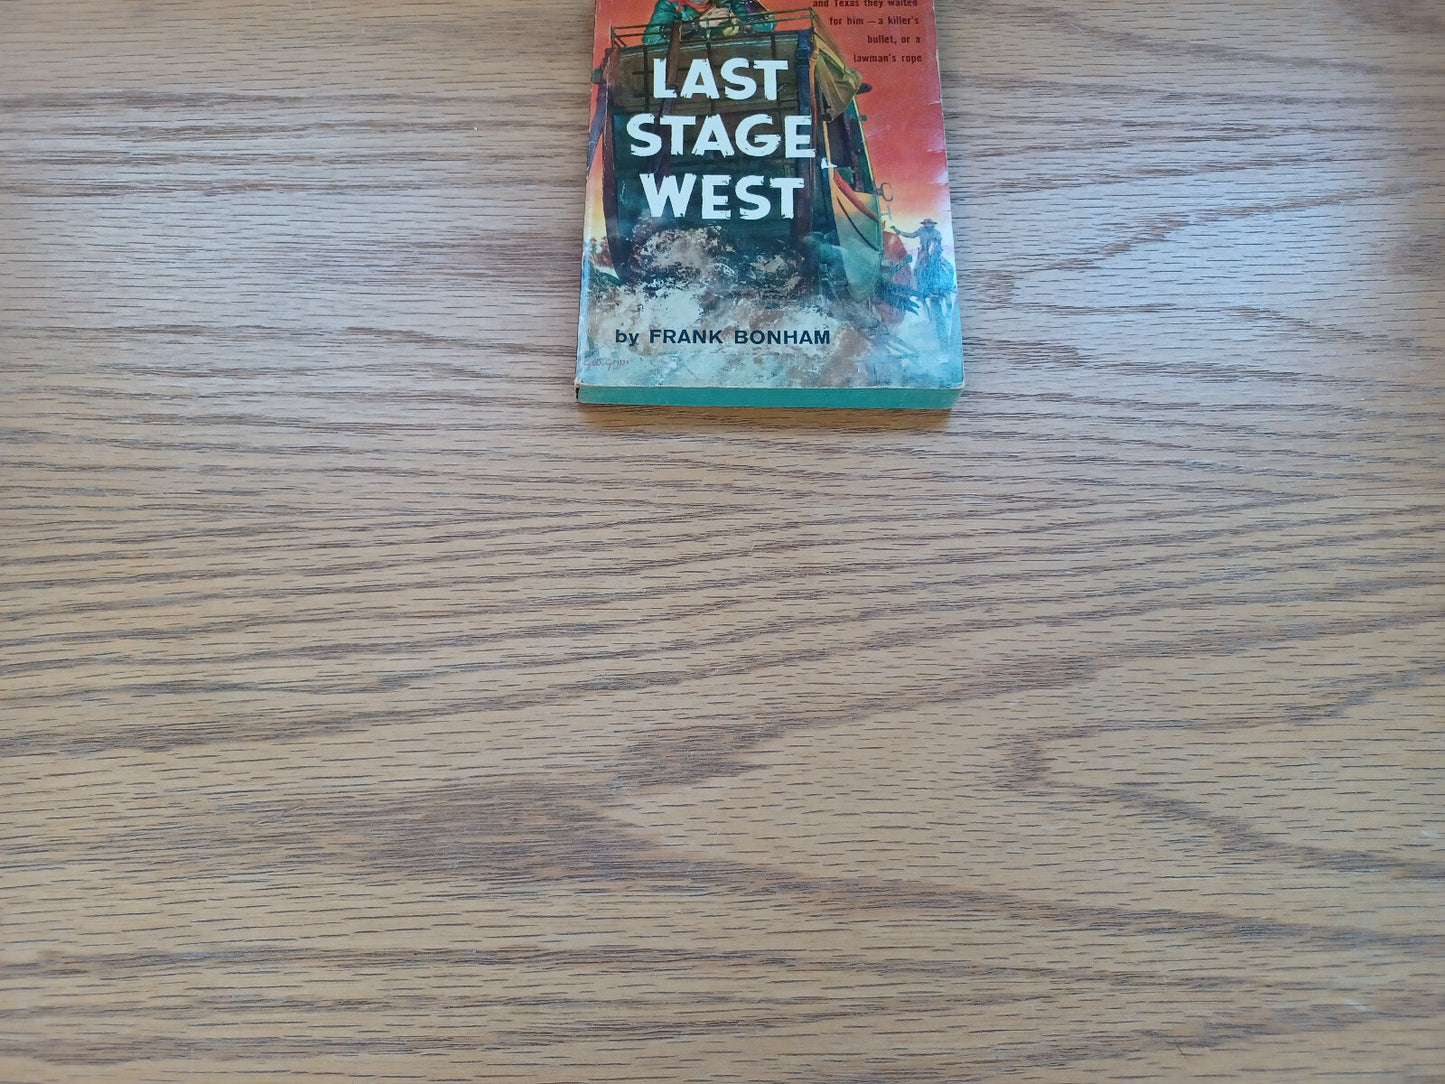 and Texas they waited
for him — a killer's
bullet, or a
lawman's rope
LAST
STAGE
WEST
by FRANK BONHAM